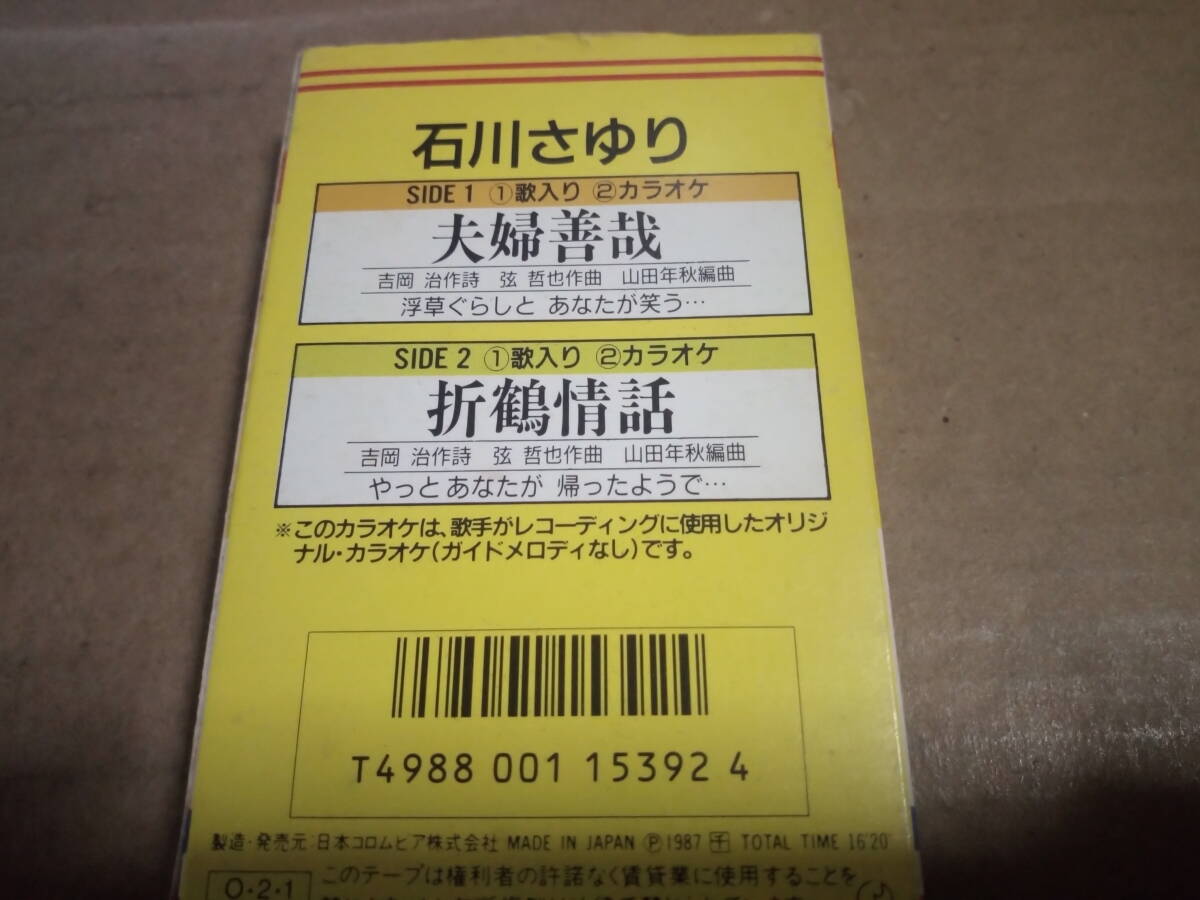 石川さゆり
SIDE 1 ①歌入り ②カラオケ
夫婦善哉
吉岡 治作詩 弦 哲也作曲 山田年秋編曲
浮草ぐらしと あなたが笑う…
SIDE 2 ①歌入り ②カラオケ
折鶴情話
吉岡 治作詩 弦 哲也作曲 山田年秋編曲
やっと あなたが 帰ったようで…
※このカラオケは、歌手がレコーディングに使用したオリジ
ナル・カラオケ(ガイドメロディなし)です。
T4988 001 15392 4
製造・発売元:日本コロムビア株式会社 MADE IN JAPAN Ⓟ1987 ㋠ TOTAL TIME 16'20"
O・2・1
このテープは権利者の許諾なく賃貸業に使用することを